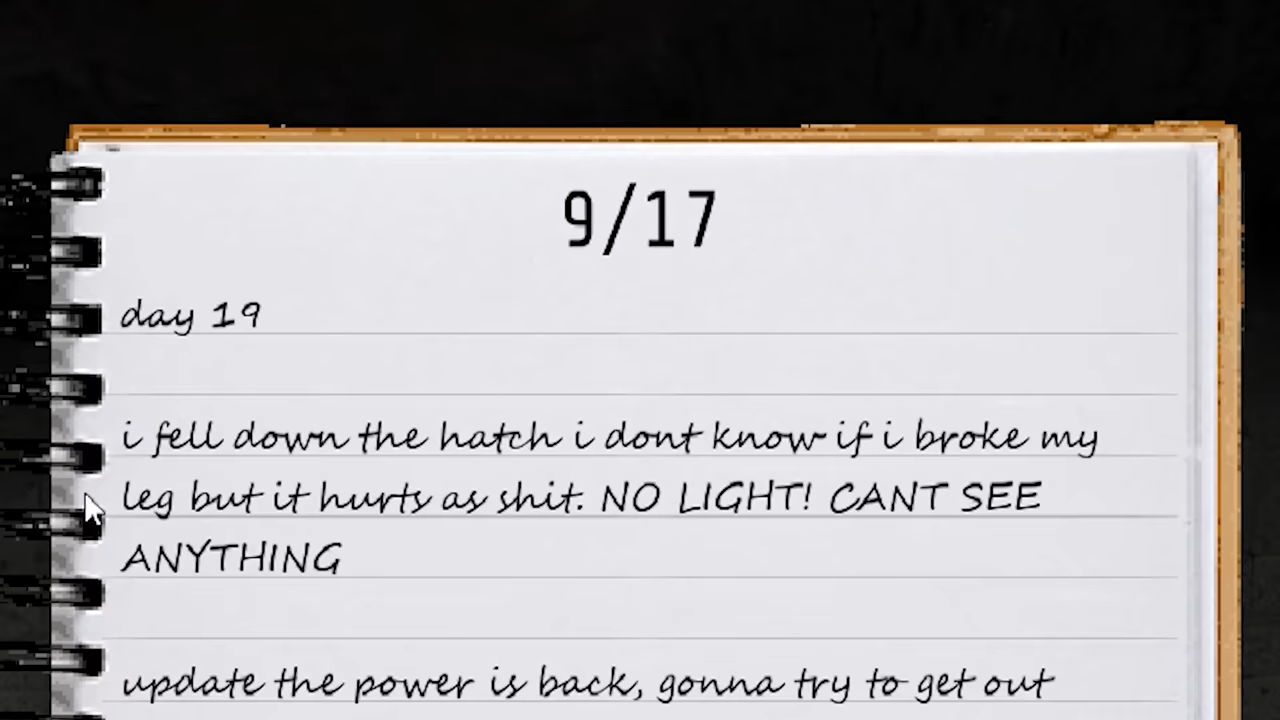 9/17
day 19
i fell down the hatch i dont know if i broke my
leg but it hurts as shit. NO LIGHT! CANT SEE
ANYTHING
update the power is back, gonna try to get out